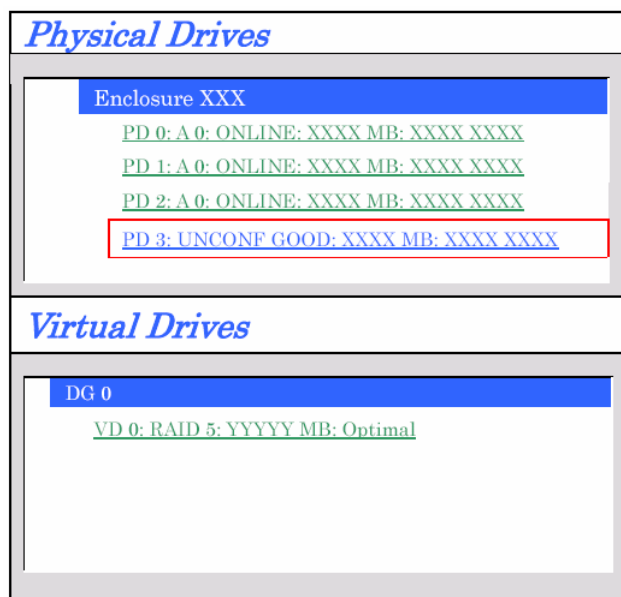 Physical Drives
Enclosure XXX
PD 0: A 0: ONLINE: XXXX MB: XXXX XXXX
PD 1: A 0: ONLINE: XXXX MB: XXXX XXXX
PD 2: A 0: ONLINE: XXXX MB: XXXX XXXX
PD 3: UNCONF GOOD: XXXX MB: XXXX XXXX
Virtual Drives
DG 0
VD 0: RAID 5: YYYYY MB: Optimal